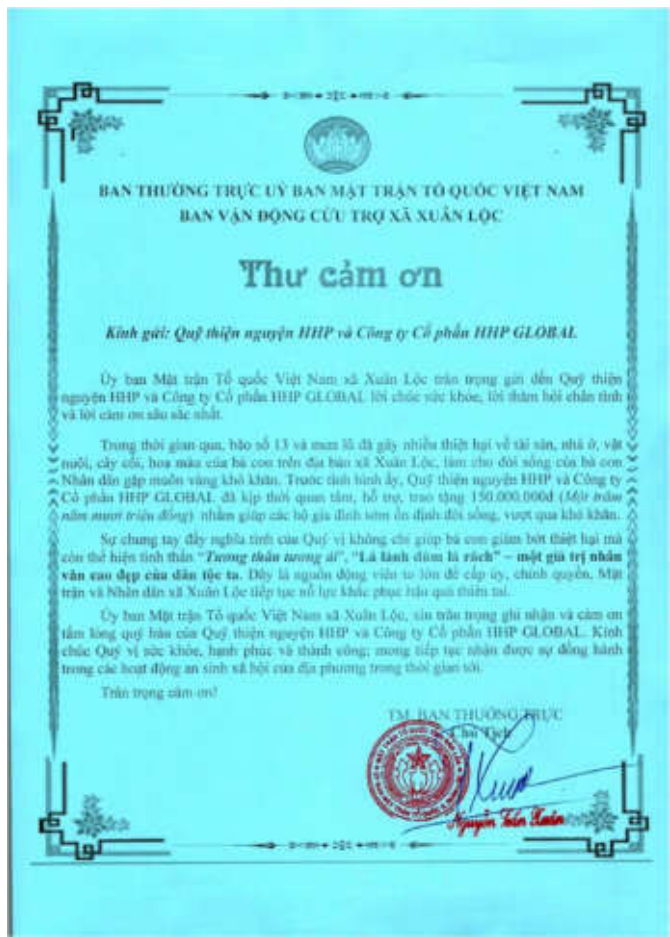 BAN THƯỜNG TRỰC UỶ BAN MẶT TRẬN TỔ QUỐC VIỆT NAM
BAN VẬN ĐỘNG CỨU TRỢ XÃ XUÂN LỘC
Thư cảm ơn
Kính gửi: Quỹ thiện nguyện HHP và Công ty Cổ phần HHP GLOBAL
Ủy ban Mặt trận Tổ quốc Việt Nam xã Xuân Lộc trân trọng gửi đến Quỹ thiện
nguyện HHP và Công ty Cổ phần HHP GLOBAL lời chúc sức khỏe, lời thăm hỏi chân tình
và lời cảm ơn sâu sắc nhất.
Trong thời gian qua, bão số 13 và mưa lũ đã gây nhiều thiệt hại về tài sản, nhà ở, vật
nuôi, cây cối, hoa màu của bà con trên địa bàn xã Xuân Lộc, làm cho đời sống của bà con
Nhân dân gặp muôn vàng khó khăn. Trước tình hình ấy, Quỹ thiện nguyện HHP và Công ty
Cổ phần HHP GLOBAL đã kịp thời quan tâm, hỗ trợ, trao tặng 150.000.000đ (Một trăm
năm mươi triệu đồng) nhằm giúp các hộ gia đình sớm ổn định đời sống, vượt qua khó khăn.
Sự chung tay đầy nghĩa tình của Quý vị không chỉ giúp bà con giảm bớt thiệt hại mà
còn thể hiện tinh thần “Tương thân tương ái”, “Lá lành đùm lá rách” – một giá trị nhân
văn cao đẹp của dân tộc ta. Đây là nguồn động viên to lớn để cấp ủy, chính quyền, Mặt
trận và Nhân dân xã Xuân Lộc tiếp tục nỗ lực khắc phục hậu quả thiên tai.
Ủy ban Mặt trận Tổ quốc Việt Nam xã Xuân Lộc, xin trân trọng ghi nhận và cảm ơn
tấm lòng quý báu của Quỹ thiện nguyện HHP và Công ty Cổ phần HHP GLOBAL. Kính
chúc Quý vị sức khỏe, hạnh phúc và thành công; mong tiếp tục nhận được sự đồng hành
trong các hoạt động an sinh xã hội của địa phương trong thời gian tới.
Trân trọng cảm ơn!
TM. BAN THƯỜNG TRỰC
Chủ Tịch
Nguyễn Tấn Xuân